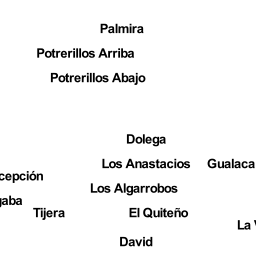 Palmira
Potrerillos Arriba
Potrerillos Abajo
Dolega
Los Anastacios
Gualaca
cepción
Los Algarrobos
gaba
Tijera
El Quiteño
La
David